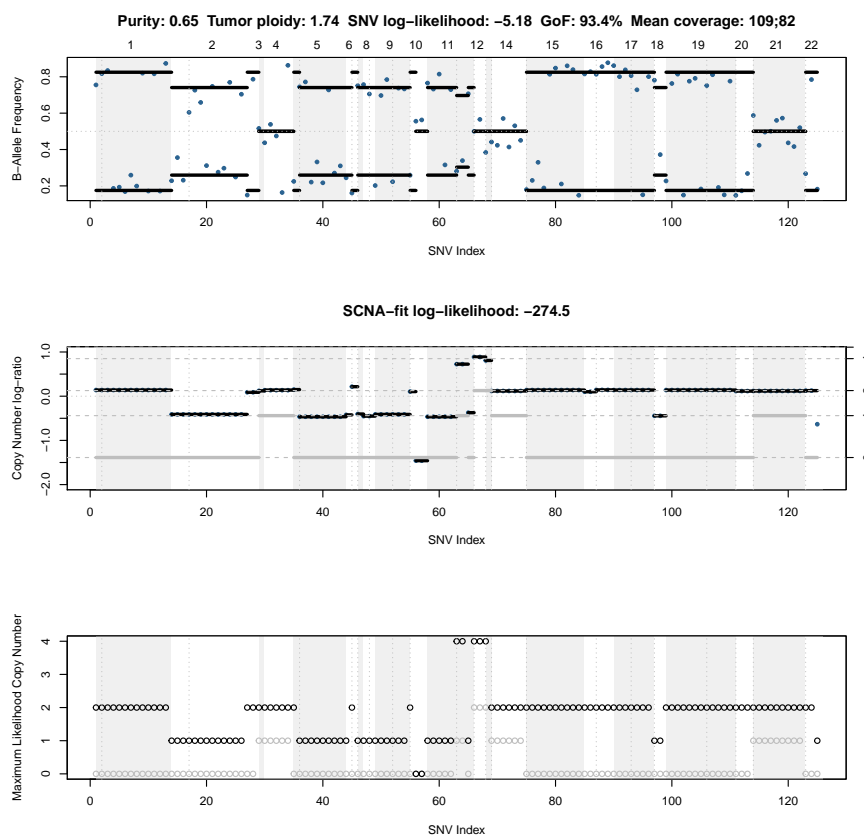 Purity: 0.65 Tumor ploidy: 1.74 SNV log−likelihood: −5.18 GoF: 93.4% Mean coverage: 109;82
1 2 3 4 5 6 8 9 10 11 12 14 15 16 17 18 19 20 21 22
B−Allele Frequency
0.8
0.6
0.4
0.2
0 20 40 60 80 100 120
SNV Index
SCNA−fit log−likelihood: −274.5
Copy Number log−ratio
1.0
0.0
−1.0
−2.0
0 20 40 60 80 100 120
SNV Index
Maximum Likelihood Copy Number
4
3
2
1
0
0 20 40 60 80 100 120
SNV Index